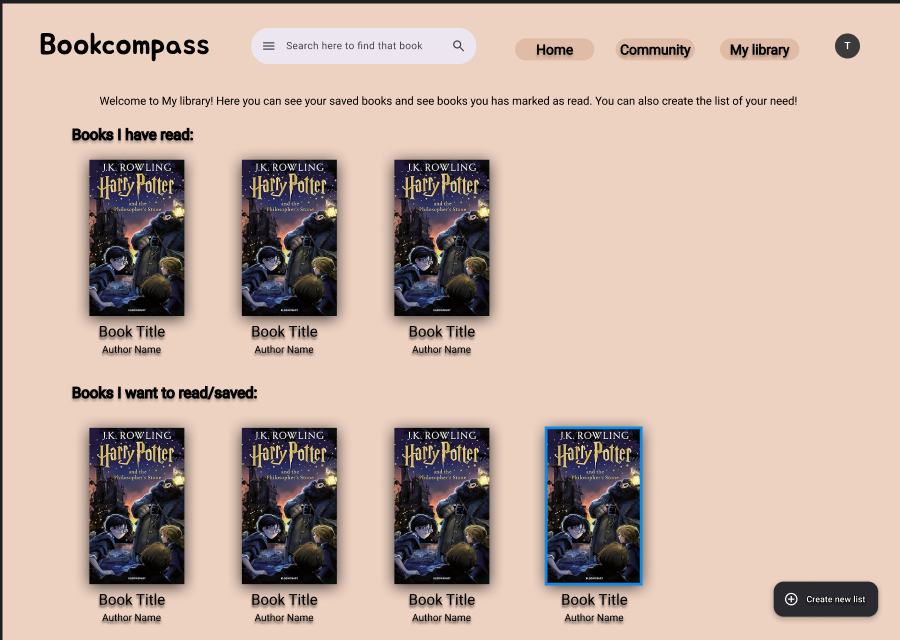 Bookcompass
Search here to find that book
Home
Community
My library
T
Welcome to My library! Here you can see your saved books and see books you has marked as read. You can also create the list of your need!
Books I have read:
J.K. ROWLING J.K. ROWLING J.K. ROWLING
Harry Potter Harry Potter Harry Potter
and the and the and the
Philosopher's Stone Philosopher's Stone Philosopher's Stone
BLOOMSBURY BLOOMSBURY BLOOMSBURY
Book Title Book Title Book Title
Author Name Author Name Author Name
Books I want to read/saved:
J.K. ROWLING J.K. ROWLING J.K. ROWLING J.K. ROWLING
Harry Potter Harry Potter Harry Potter Harry Potter
and the and the and the and the
Philosopher's Stone Philosopher's Stone Philosopher's Stone Philosopher's Stone
BLOOMSBURY BLOOMSBURY BLOOMSBURY BLOOMSBURY
Create new list
Book Title Book Title Book Title Book Title
Author Name Author Name Author Name Author Name